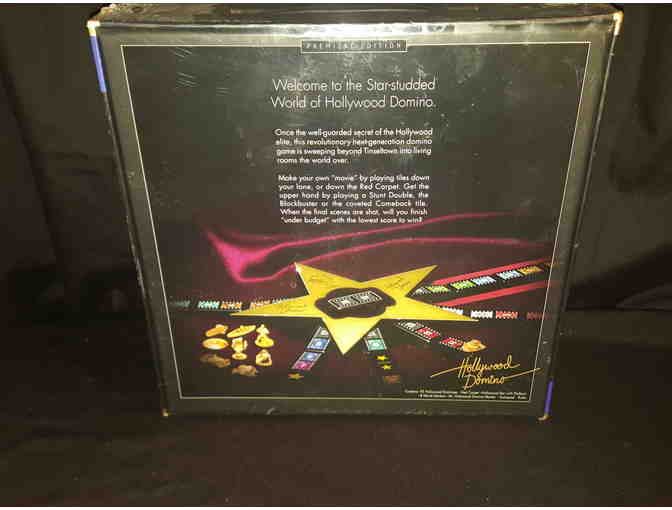 PREMIERE EDITION
Welcome to the Star-studded
World of Hollywood Domino.
Once the well-guarded secret of the Hollywood
elite, this revolutionary next-generation domino
game is sweeping beyond Tinseltown into living
rooms the world over.
Make your own "movie" by playing tiles down
your lane, or down the Red Carpet. Get the
upper hand by playing a Stunt Double, the
Blockbuster or the coveted Comeback tile.
When the final scenes are shot, will you finish
"under budget" with the lowest score to win?
Hollywood
Domino